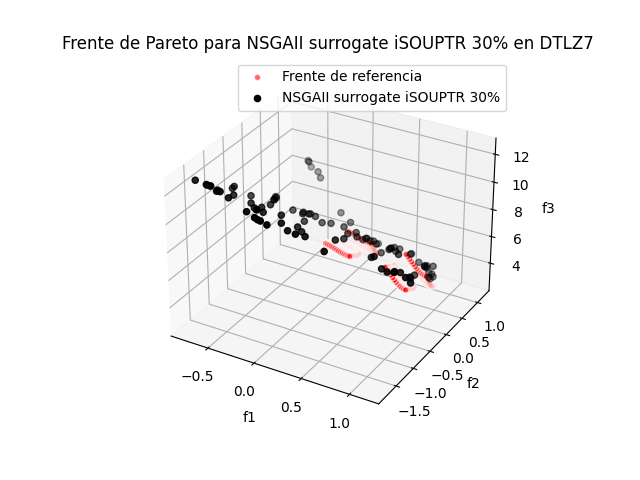 Frente de Pareto para NSGAII surrogate iSOUPTR 30% en DTLZ7
Frente de referencia
NSGAII surrogate iSOUPTR 30%
12
10
8
6
4
f3
1.0
0.5
0.0
−0.5
−1.0
−1.5
f2
−0.5
0.0
0.5
1.0
f1